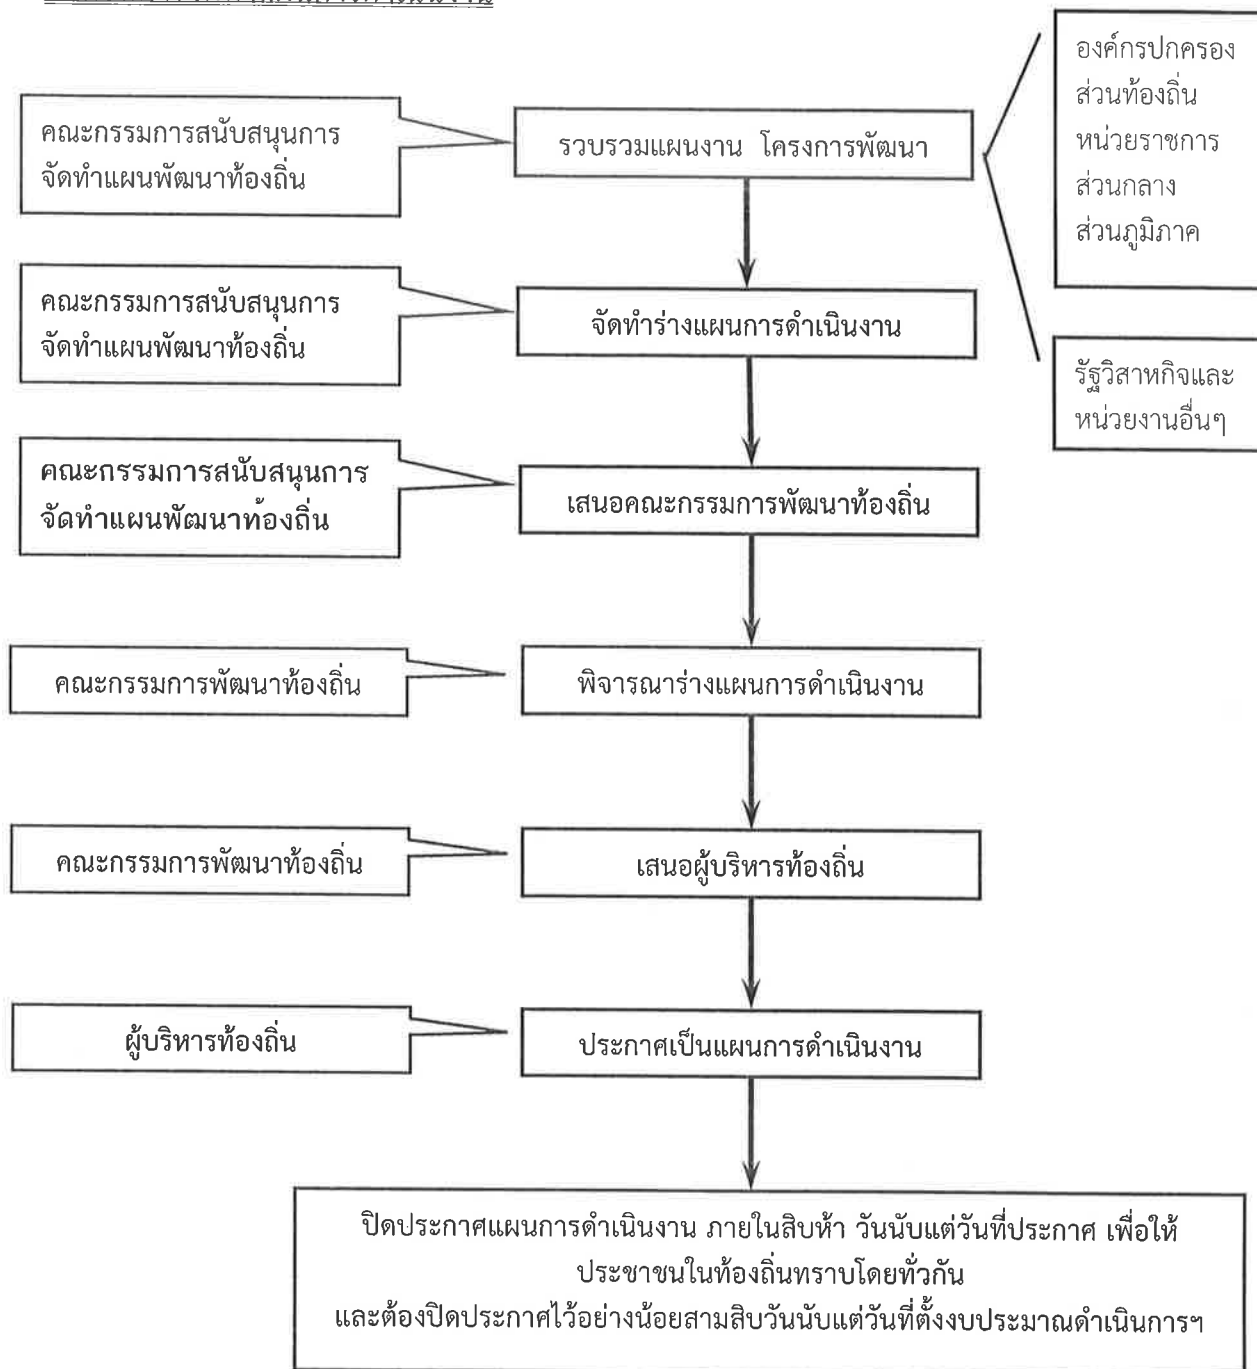 คณะกรรมการสนับสนุนการ
จัดทำแผนพัฒนาท้องถิ่น
รวบรวมแผนงาน โครงการพัฒนา
องค์กรปกครอง
ส่วนท้องถิ่น
หน่วยราชการ
ส่วนกลาง
ส่วนภูมิภาค
คณะกรรมการสนับสนุนการ
จัดทำแผนพัฒนาท้องถิ่น
จัดทำร่างแผนการดำเนินงาน
รัฐวิสาหกิจและ
หน่วยงานอื่นๆ
คณะกรรมการสนับสนุนการ
จัดทำแผนพัฒนาท้องถิ่น
เสนอคณะกรรมการพัฒนาท้องถิ่น
คณะกรรมการพัฒนาท้องถิ่น
พิจารณาร่างแผนการดำเนินงาน
คณะกรรมการพัฒนาท้องถิ่น
เสนอผู้บริหารท้องถิ่น
ผู้บริหารท้องถิ่น
ประกาศเป็นแผนการดำเนินงาน
ปิดประกาศแผนการดำเนินงาน ภายในสิบห้า วันนับแต่วันที่ประกาศ เพื่อให้
ประชาชนในท้องถิ่นทราบโดยทั่วกัน
และต้องปิดประกาศไว้อย่างน้อยสามสิบวันนับแต่วันที่ตั้งงบประมาณดำเนินการฯ